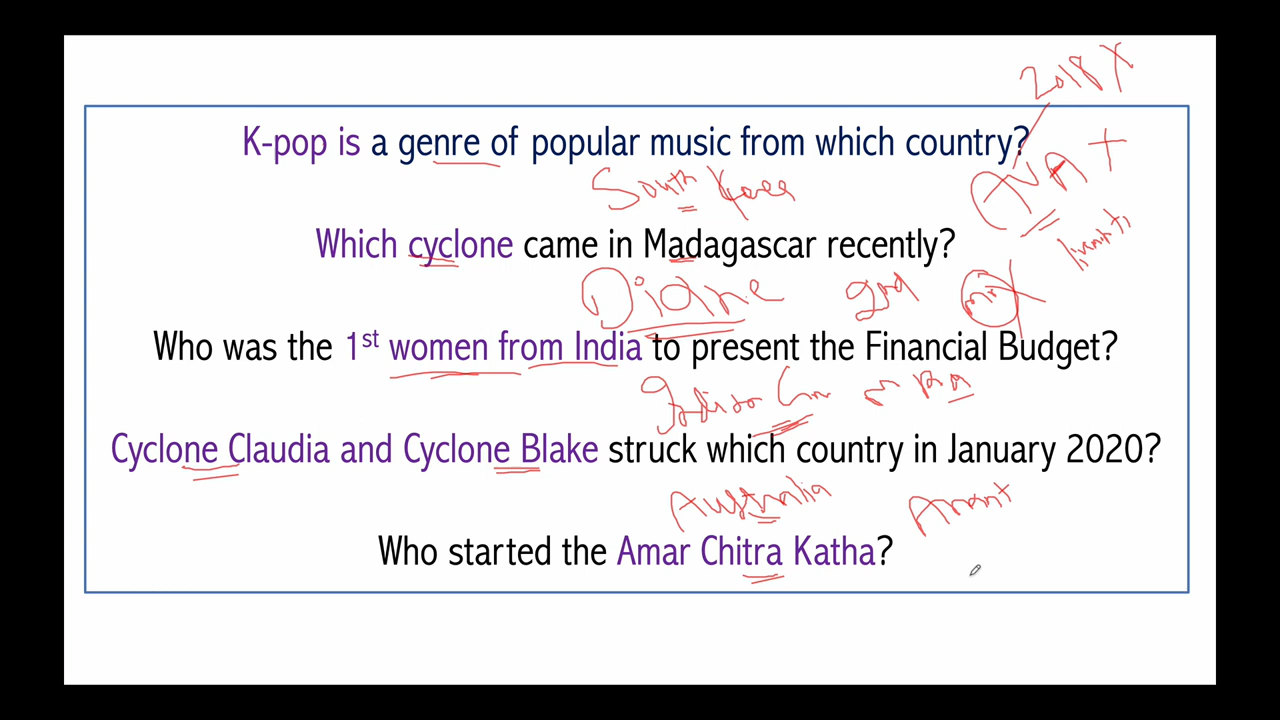 2018 X
K-pop is a genre of popular music from which country?
AVA
South Korea
Which cyclone came in Madagascar recently?
Diane 2nd
Who was the 1st women from India to present the Financial Budget?
Cyclone Claudia and Cyclone Blake struck which country in January 2020?
Australia Anant
Who started the Amar Chitra Katha?